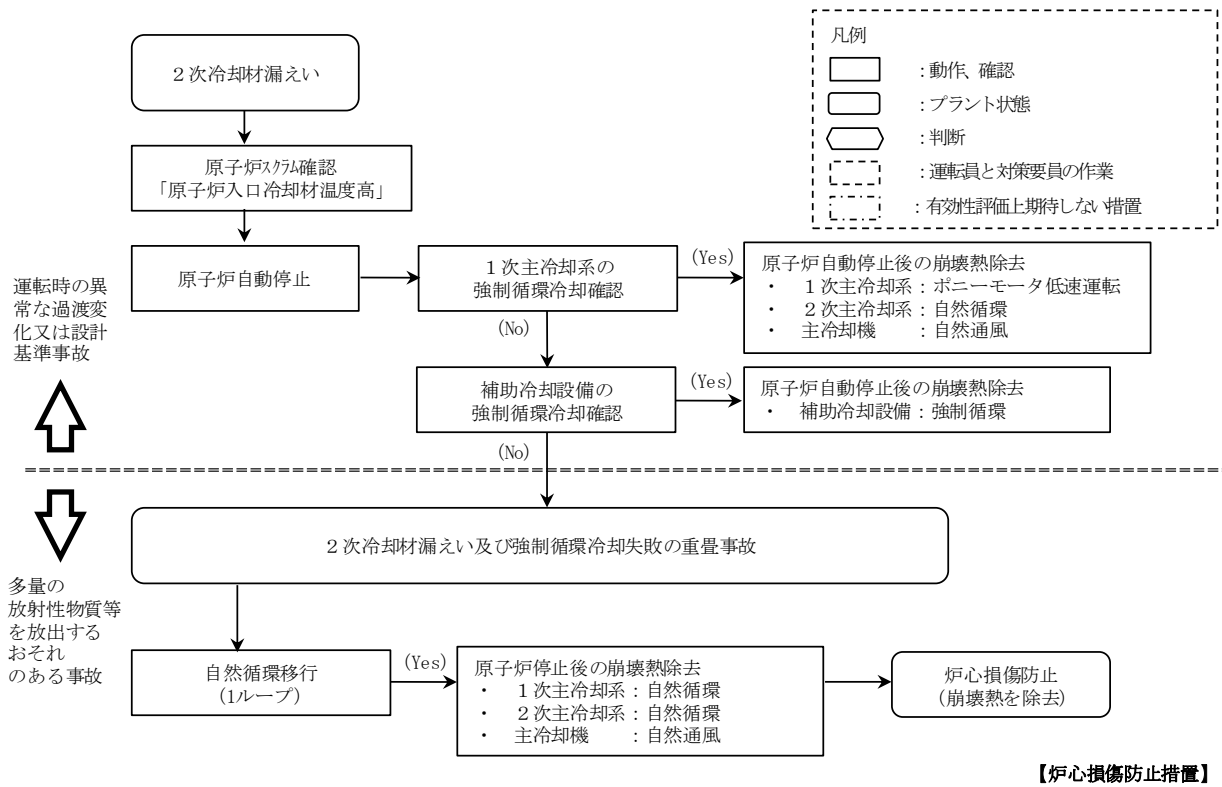 凡例
：動作、確認
：プラント状態
：判断
：運転員と対策要員の作業
：有効性評価上期待しない措置
２次冷却材漏えい
原子炉ｽｸﾗﾑ確認
「原子炉入口冷却材温度高」
原子炉自動停止
１次主冷却系の
強制循環冷却確認
(Yes)
原子炉自動停止後の崩壊熱除去
・ １次主冷却系：ポニーモータ低速運転
・ ２次主冷却系：自然循環
・ 主冷却機 ：自然通風
(No)
運転時の異
常な過渡変
化又は設計
基準事故
補助冷却設備の
強制循環冷却確認
(Yes)
原子炉自動停止後の崩壊熱除去
・ 補助冷却設備：強制循環
(No)
２次冷却材漏えい及び強制循環冷却失敗の重畳事故
多量の
放射性物質等
を放出する
おそれ
のある事故
自然循環移行
(1ループ)
(Yes)
原子炉停止後の崩壊熱除去
・ １次主冷却系：自然循環
・ ２次主冷却系：自然循環
・ 主冷却機 ：自然通風
炉心損傷防止
(崩壊熱を除去)
【炉心損傷防止措置】